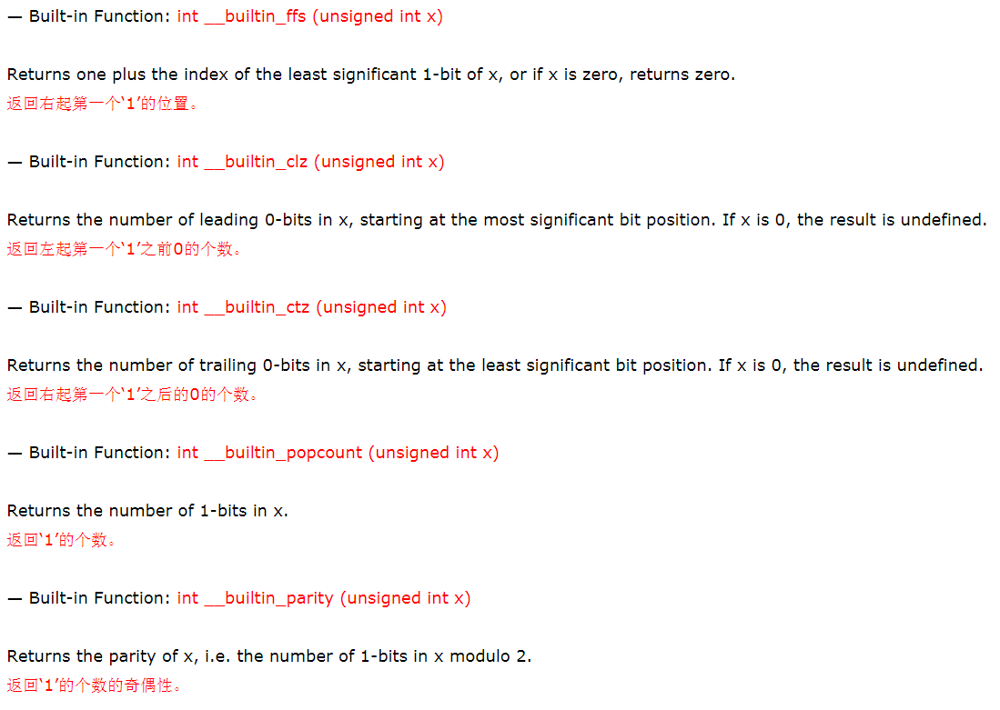 — Built-in Function: int __builtin_ffs (unsigned int x)
Returns one plus the index of the least significant 1-bit of x, or if x is zero, returns zero.
返回右起第一个‘1’的位置。
— Built-in Function: int __builtin_clz (unsigned int x)
Returns the number of leading 0-bits in x, starting at the most significant bit position. If x is 0, the result is undefined.
返回左起第一个‘1’之前0的个数。
— Built-in Function: int __builtin_ctz (unsigned int x)
Returns the number of trailing 0-bits in x, starting at the least significant bit position. If x is 0, the result is undefined.
返回右起第一个‘1’之后的0的个数。
— Built-in Function: int __builtin_popcount (unsigned int x)
Returns the number of 1-bits in x.
返回‘1’的个数。
— Built-in Function: int __builtin_parity (unsigned int x)
Returns the parity of x, i.e. the number of 1-bits in x modulo 2.
返回‘1’的个数的奇偶性。